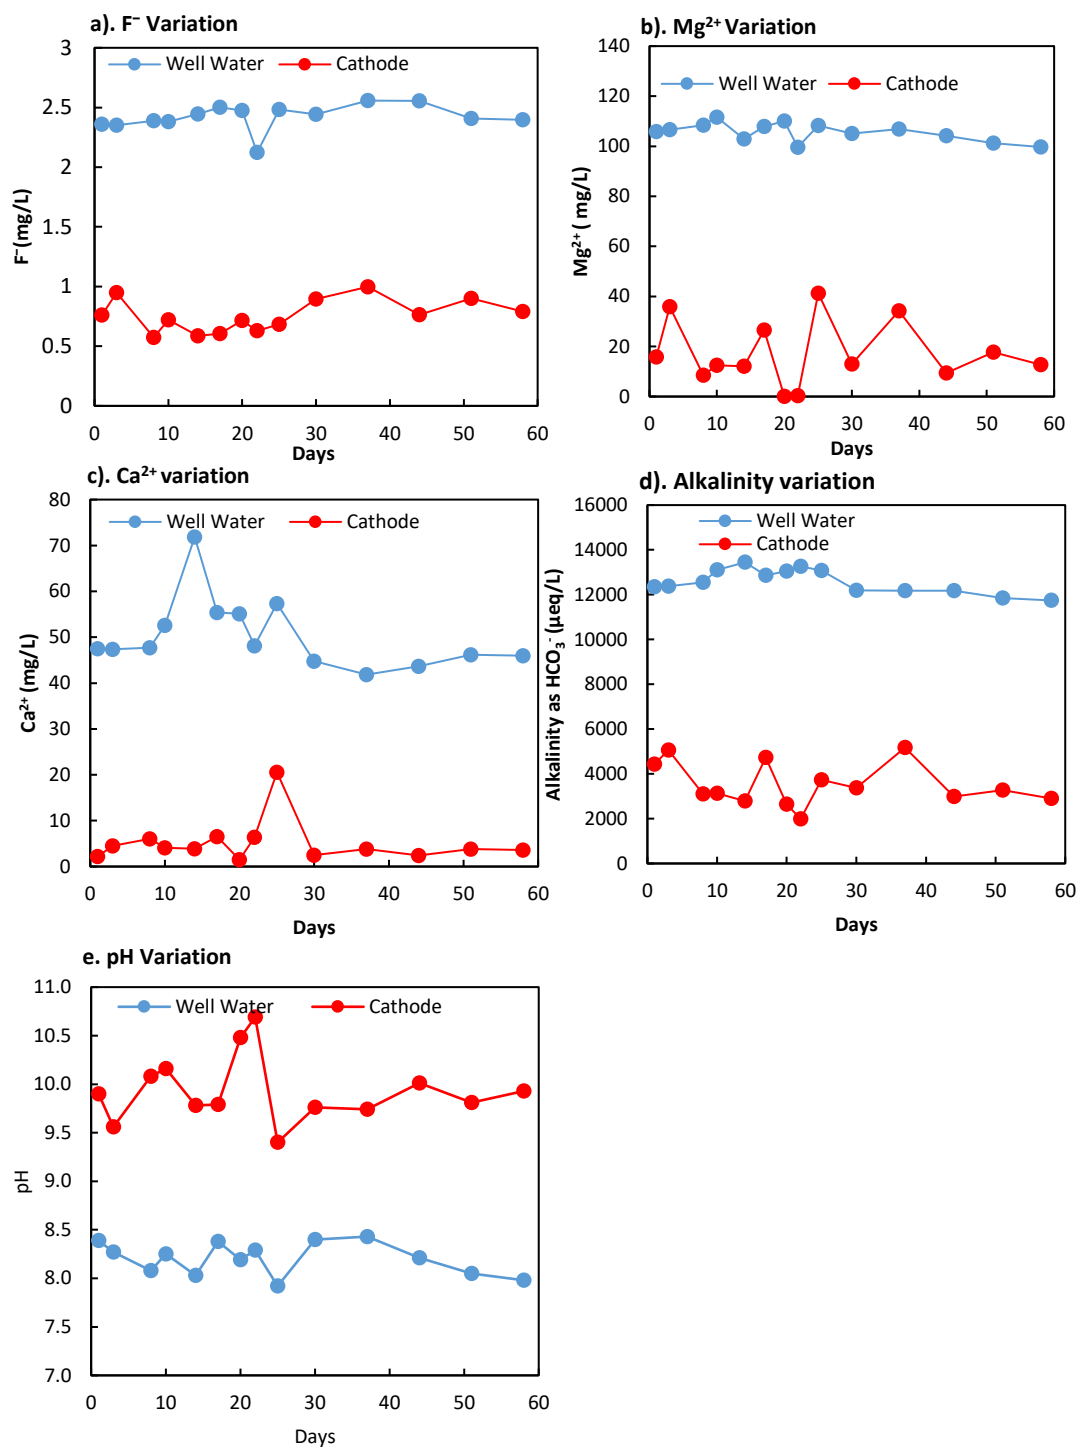 a). F⁻ Variation
Well Water
Cathode
3
2.5
2
1.5
1
0.5
0
F⁻(mg/L)
0 10 20 30 40 50 60
Days
b). Mg²⁺ Variation
Well Water
Cathode
140
120
100
80
60
40
20
0
Mg²⁺ ( mg/L)
0 10 20 30 40 50 60
Days
c). Ca²⁺ variation
Well Water
Cathode
80
70
60
50
40
30
20
10
0
Ca²⁺ (mg/L)
0 10 20 30 40 50 60
Days
d). Alkalinity variation
Well Water
Cathode
16000
14000
12000
10000
8000
6000
4000
2000
0
Alkalinity as HCO₃⁻ (µeq/L)
0 10 20 30 40 50 60
Days
e. pH Variation
Well Water
Cathode
11.0
10.5
10.0
9.5
9.0
8.5
8.0
7.5
7.0
pH
0 10 20 30 40 50 60
Days